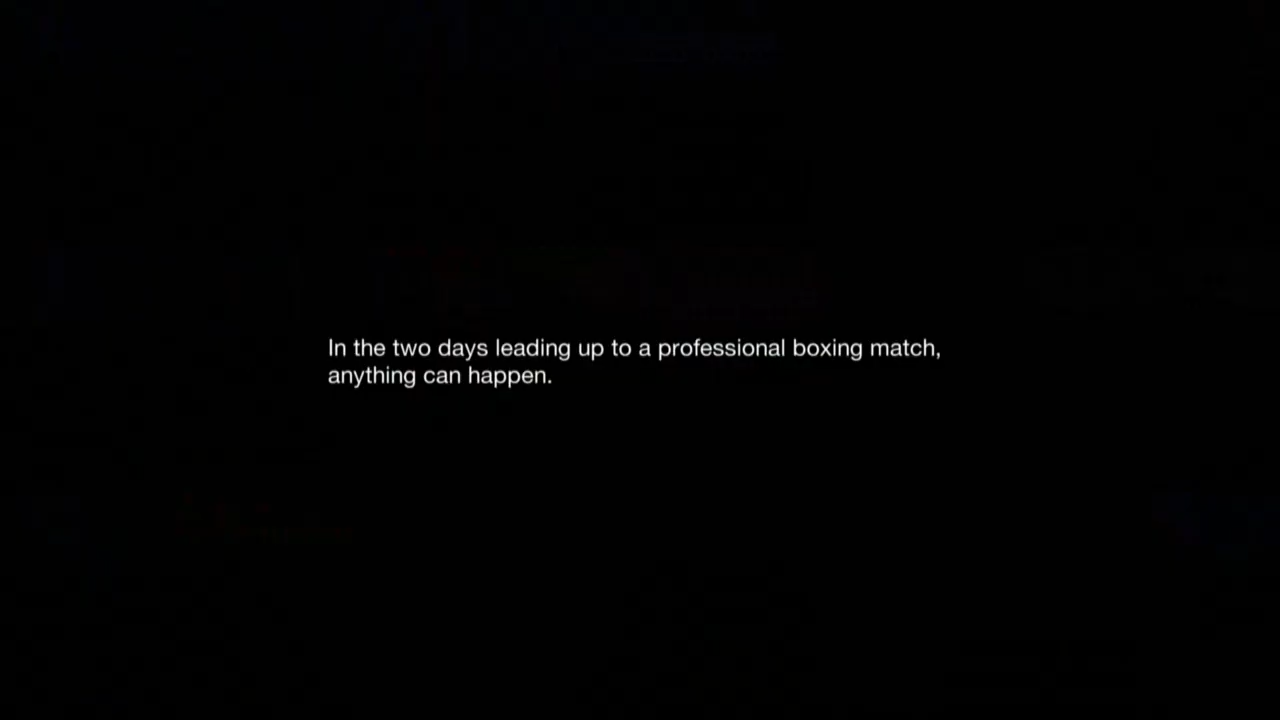 In the two days leading up to a professional boxing match,
anything can happen.